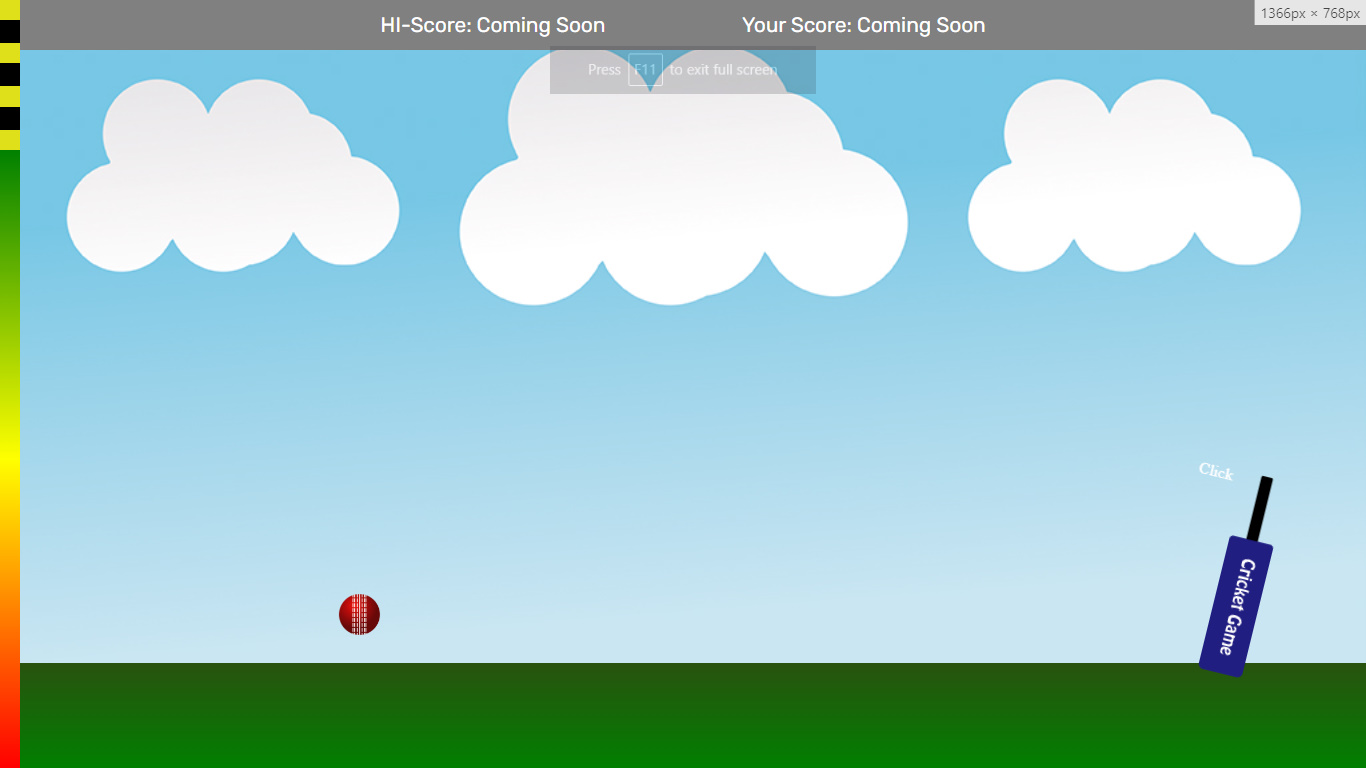 HI-Score: Coming Soon
Your Score: Coming Soon
1366px × 768px
Press F11 to exit full screen
Click
Cricket Game